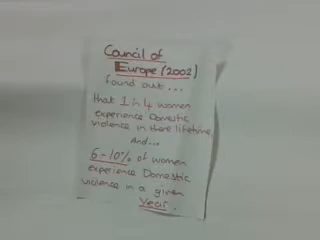 Council of
Europe (2002)
found out...
that 1 in 4 women
experience Domestic
violence in there lifetime
And...
6-10% of women
experience Domestic
violence in a given
year.